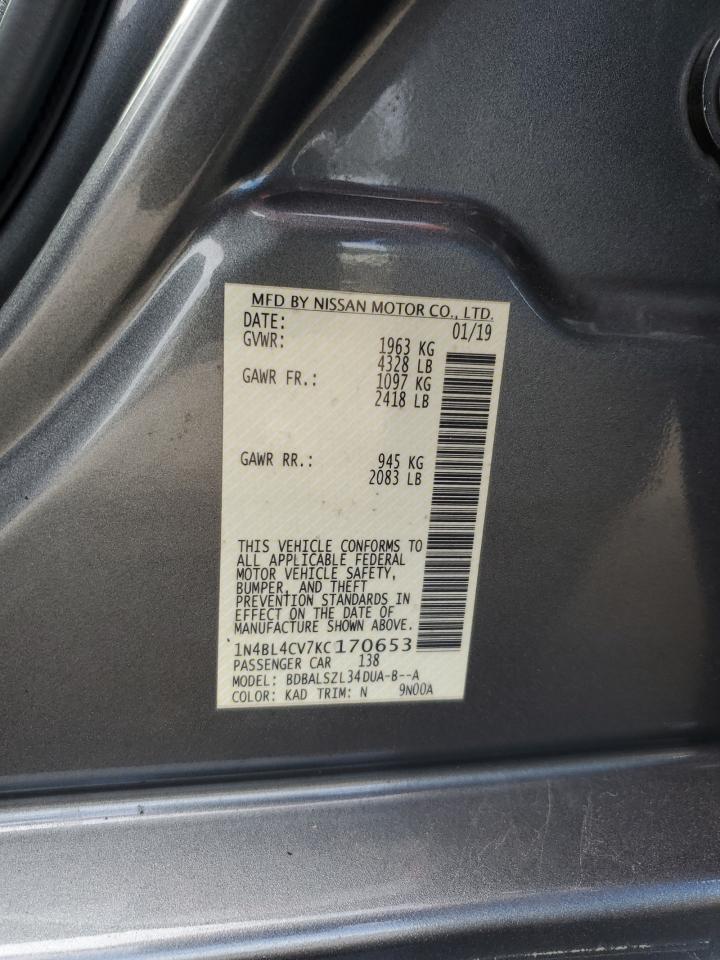 MFD BY NISSAN MOTOR CO., LTD.
DATE: 01/19
GVWR: 1963 KG
4328 LB
GAWR FR.: 1097 KG
2418 LB
GAWR RR.: 945 KG
2083 LB
THIS VEHICLE CONFORMS TO
ALL APPLICABLE FEDERAL
MOTOR VEHICLE SAFETY,
BUMPER, AND THEFT
PREVENTION STANDARDS IN
EFFECT ON THE DATE OF
MANUFACTURE SHOWN ABOVE.
1N4BL4CV7KC170653
PASSENGER CAR 138
MODEL: BDBALSZL34DUA-B--A
COLOR: KAD TRIM: N 9N00A